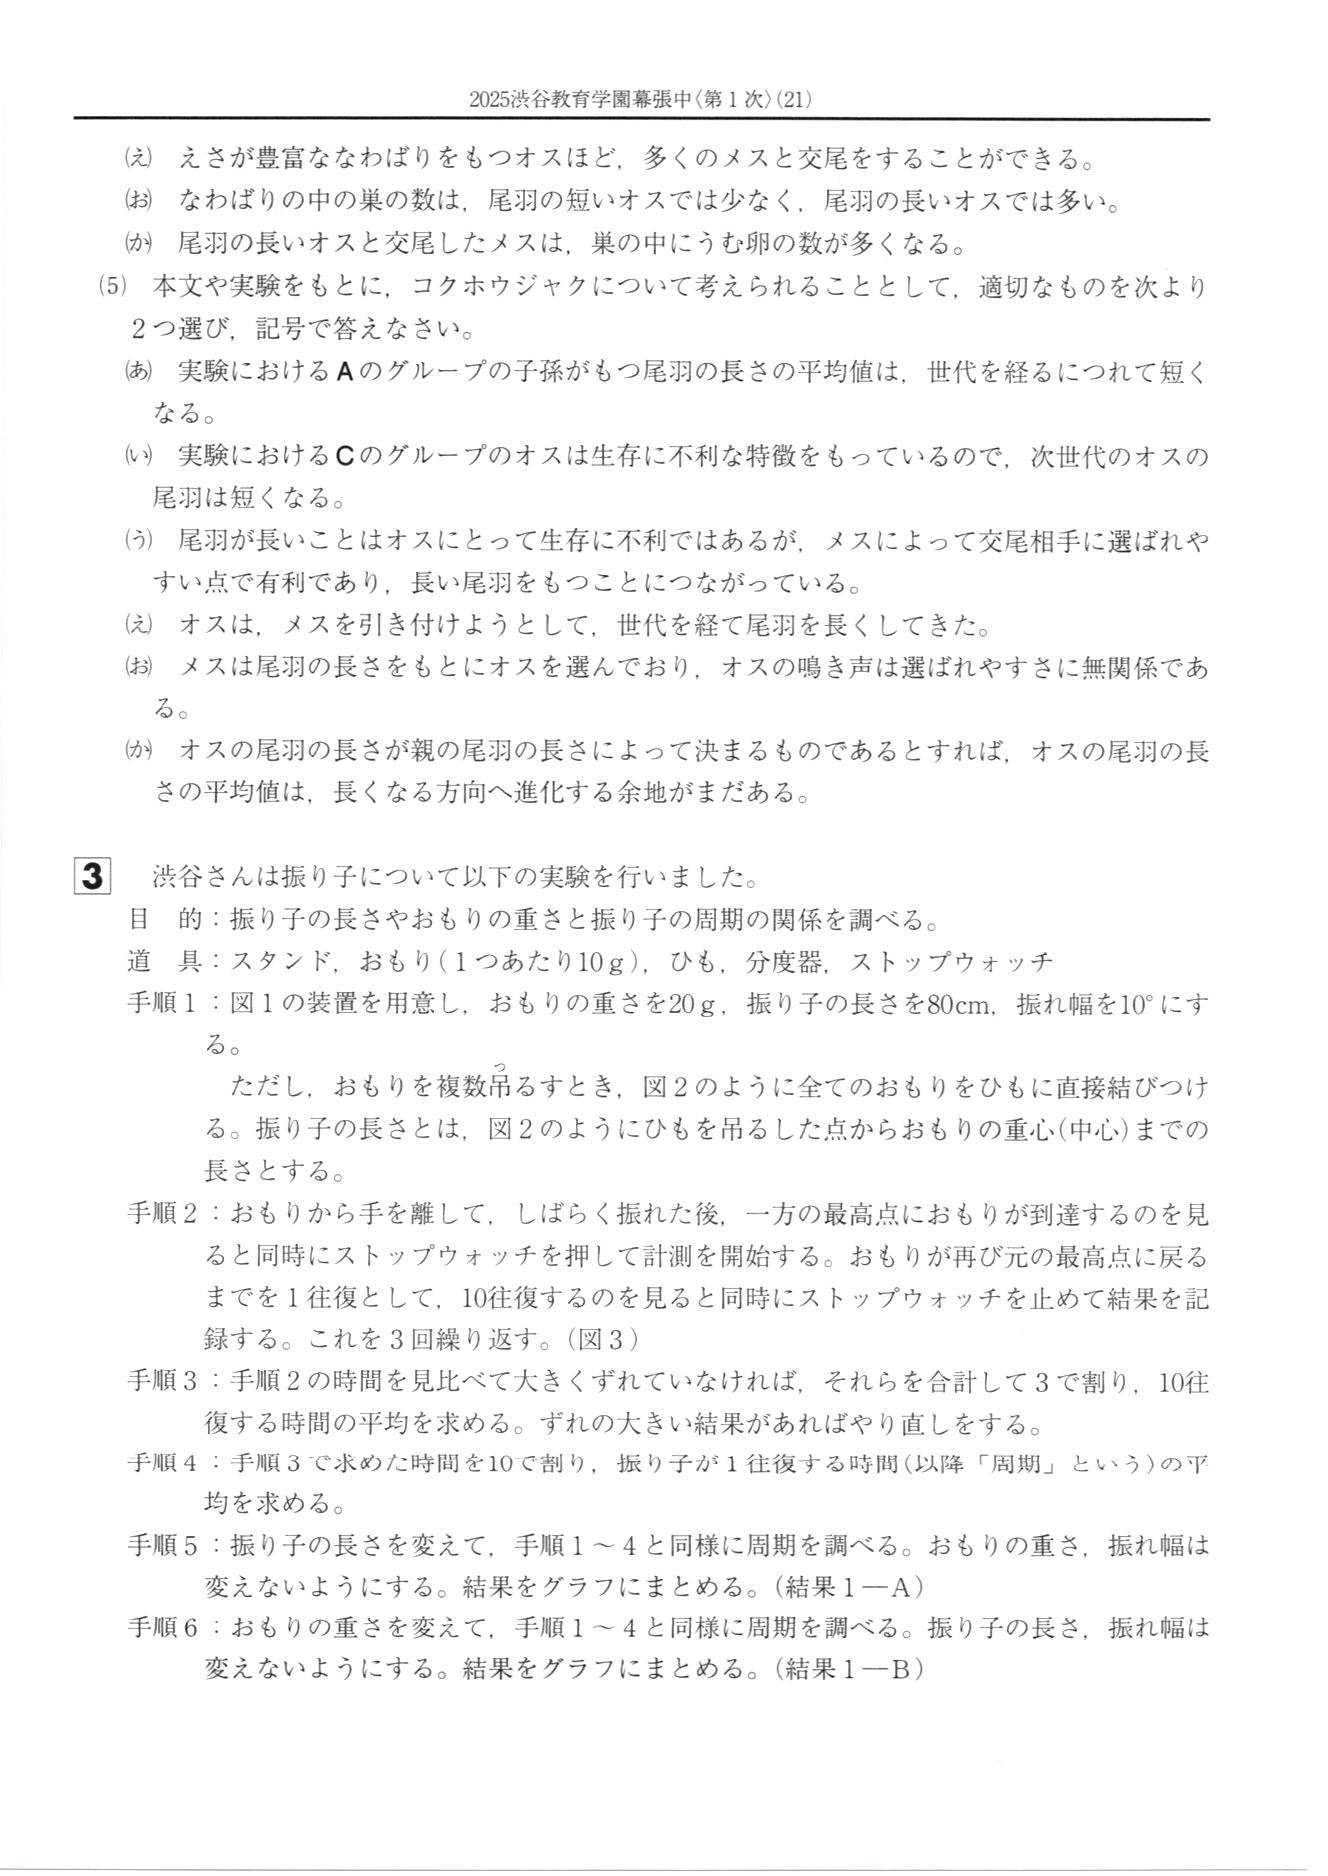 2025渋谷教育学園幕張中〈第1次〉(21)
(え) えさが豊富ななわばりをもつオスほど，多くのメスと交尾をすることができる。
(お) なわばりの中の巣の数は，尾羽の短いオスでは少なく，尾羽の長いオスでは多い。
(か) 尾羽の長いオスと交尾したメスは，巣の中にうむ卵の数が多くなる。
(5) 本文や実験をもとに，コクホウジャクについて考えられることとして，適切なものを次より
2つ選び，記号で答えなさい。
(あ) 実験におけるAのグループの子孫がもつ尾羽の長さの平均値は，世代を経るにつれて短く
なる。
(い) 実験におけるCのグループのオスは生存に不利な特徴をもっているので，次世代のオスの
尾羽は短くなる。
(う) 尾羽が長いことはオスにとって生存に不利ではあるが，メスによって交尾相手に選ばれや
すい点で有利であり，長い尾羽をもつことにつながっている。
(え) オスは，メスを引き付けようとして，世代を経て尾羽を長くしてきた。
(お) メスは尾羽の長さをもとにオスを選んでおり，オスの鳴き声は選ばれやすさに無関係であ
る。
(か) オスの尾羽の長さが親の尾羽の長さによって決まるものであるとすれば，オスの尾羽の長
さの平均値は，長くなる方向へ進化する余地がまだある。
3 渋谷さんは振り子について以下の実験を行いました。
目 的：振り子の長さやおもりの重さと振り子の周期の関係を調べる。
道 具：スタンド，おもり(1つあたり10g)，ひも，分度器，ストップウォッチ
手順1：図1の装置を用意し，おもりの重さを20g，振り子の長さを80cm，振れ幅を10°にす
る。
つ
ただし，おもりを複数吊るすとき，図2のように全てのおもりをひもに直接結びつけ
る。振り子の長さとは，図2のようにひもを吊るした点からおもりの重心(中心)までの
長さとする。
手順2：おもりから手を離して，しばらく振れた後，一方の最高点におもりが到達するのを見
ると同時にストップウォッチを押して計測を開始する。おもりが再び元の最高点に戻る
までを1往復として，10往復するのを見ると同時にストップウォッチを止めて結果を記
録する。これを3回繰り返す。(図3)
手順3：手順2の時間を見比べて大きくずれていなければ，それらを合計して3で割り，10往
復する時間の平均を求める。ずれの大きい結果があればやり直しをする。
手順4：手順3で求めた時間を10で割り，振り子が1往復する時間(以降「周期」という)の平
均を求める。
手順5：振り子の長さを変えて，手順1～4と同様に周期を調べる。おもりの重さ，振れ幅は
変えないようにする。結果をグラフにまとめる。(結果1―A)
手順6：おもりの重さを変えて，手順1～4と同様に周期を調べる。振り子の長さ，振れ幅は
変えないようにする。結果をグラフにまとめる。(結果1―B)